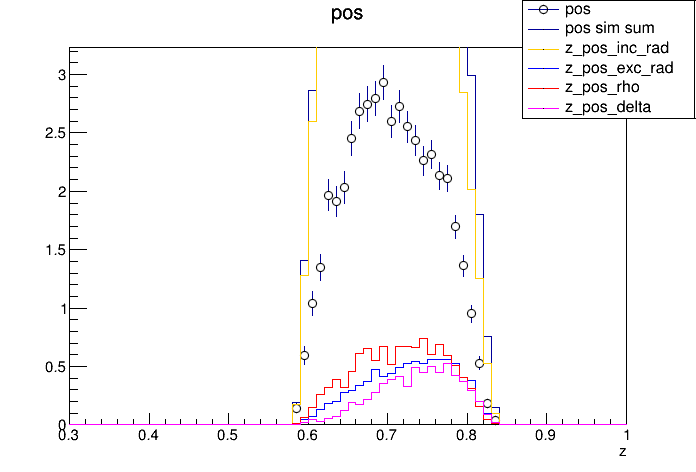 pos
pos
pos sim sum
z_pos_inc_rad
z_pos_exc_rad
z_pos_rho
z_pos_delta
3
2.5
2
1.5
1
0.5
0
0.3 0.4 0.5 0.6 0.7 0.8 0.9 1
z